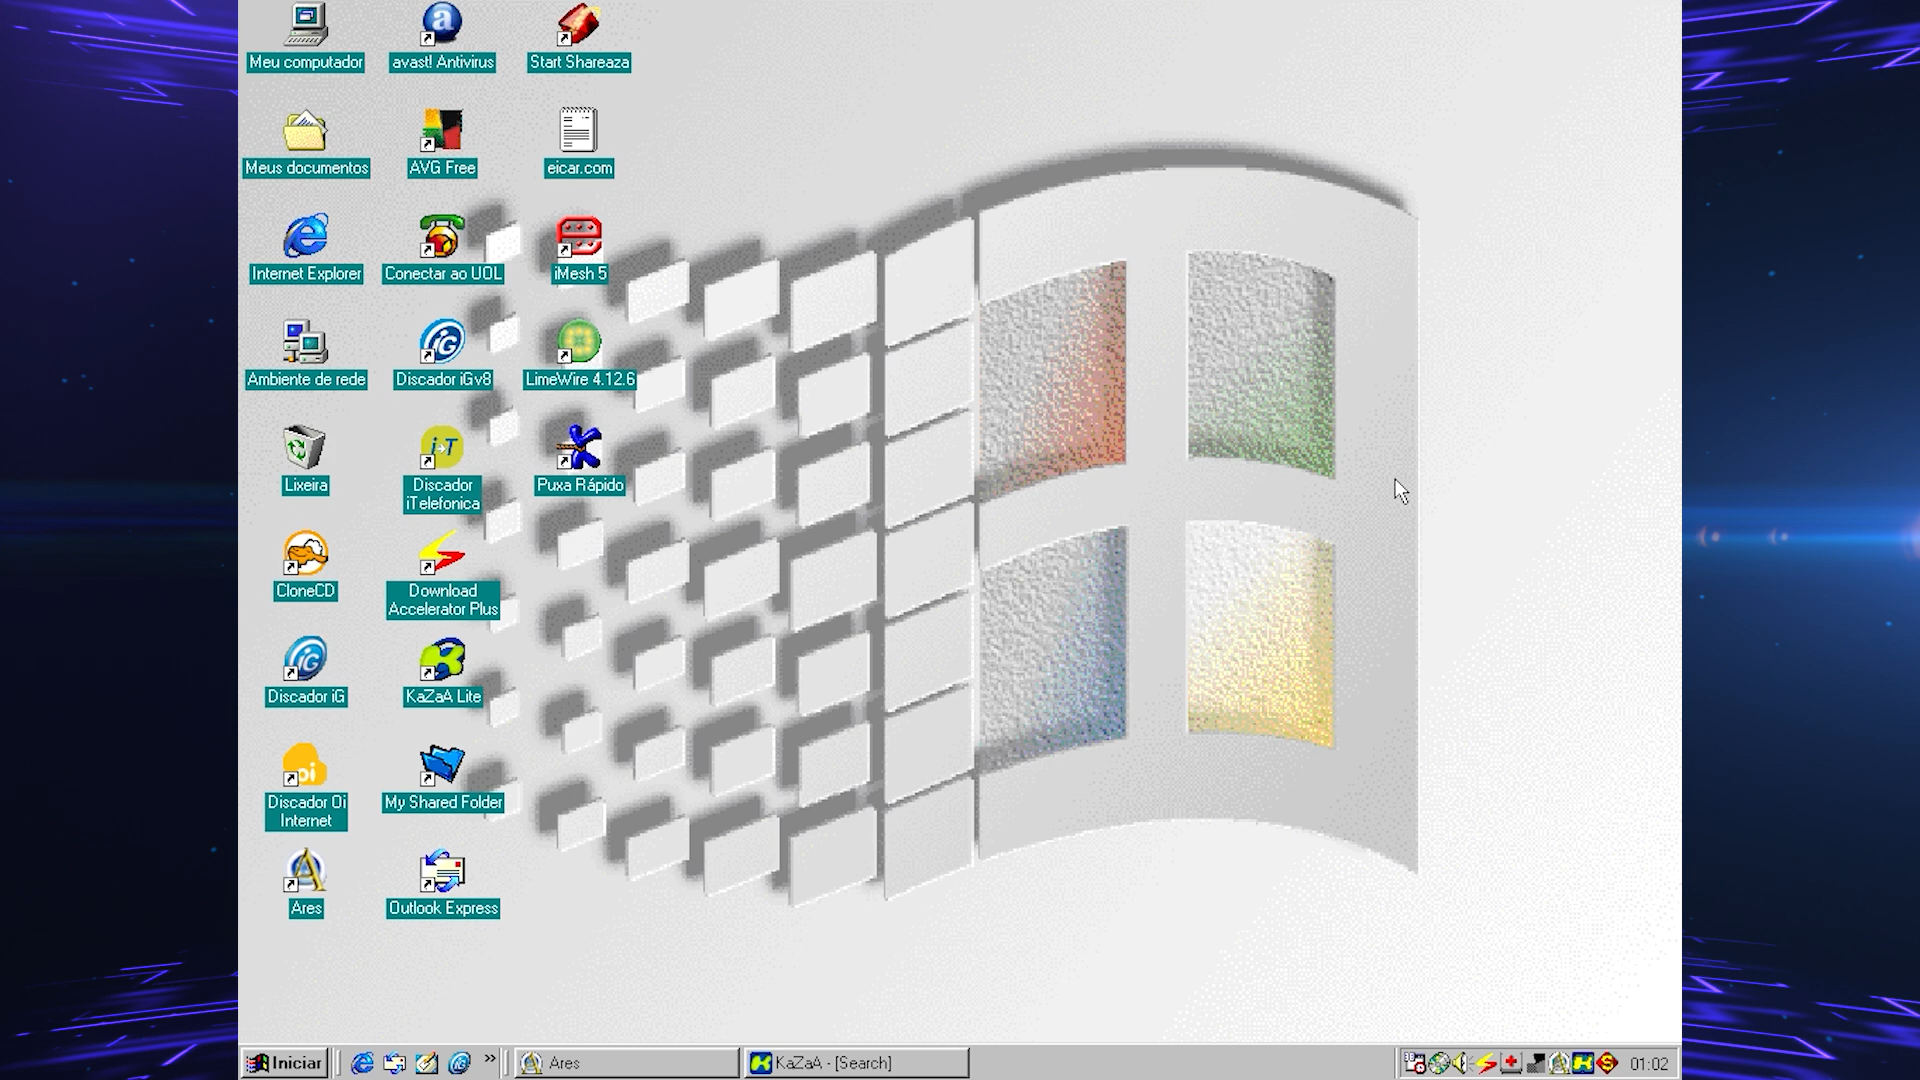 Meu computador
avast! Antivirus
Start Shareaza
Meus documentos
AVG Free
eicar.com
Internet Explorer
Conectar ao UOL
iMesh 5
Ambiente de rede
Discador iGv8
LimeWire 4.12.6
Lixeira
Discador
iTelefonica
Puxa Rápido
CloneCD
Download
Accelerator Plus
Discador iG
KaZaA Lite
Discador Oi
Internet
My Shared Folder
Ares
Outlook Express
Iniciar
Ares
KaZaA - [Search]
01:02